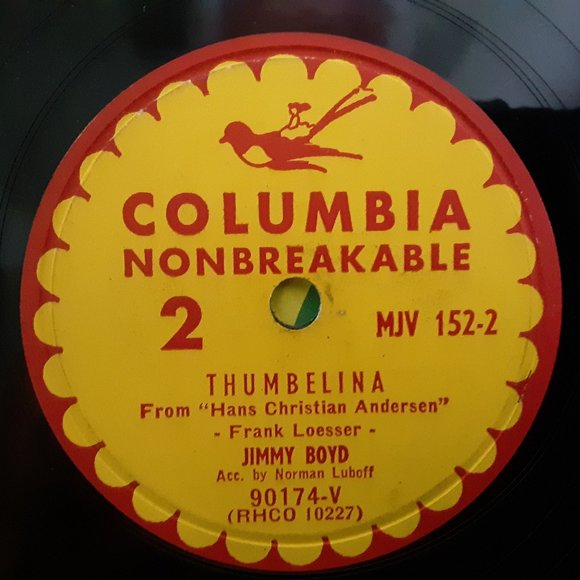 COLUMBIA
NONBREAKABLE
2 MJV 152-2
THUMBELINA
From "Hans Christian Andersen"
- Frank Loesser -
JIMMY BOYD
Acc. by Norman Luboff
90174-V
(RHCO 10227)